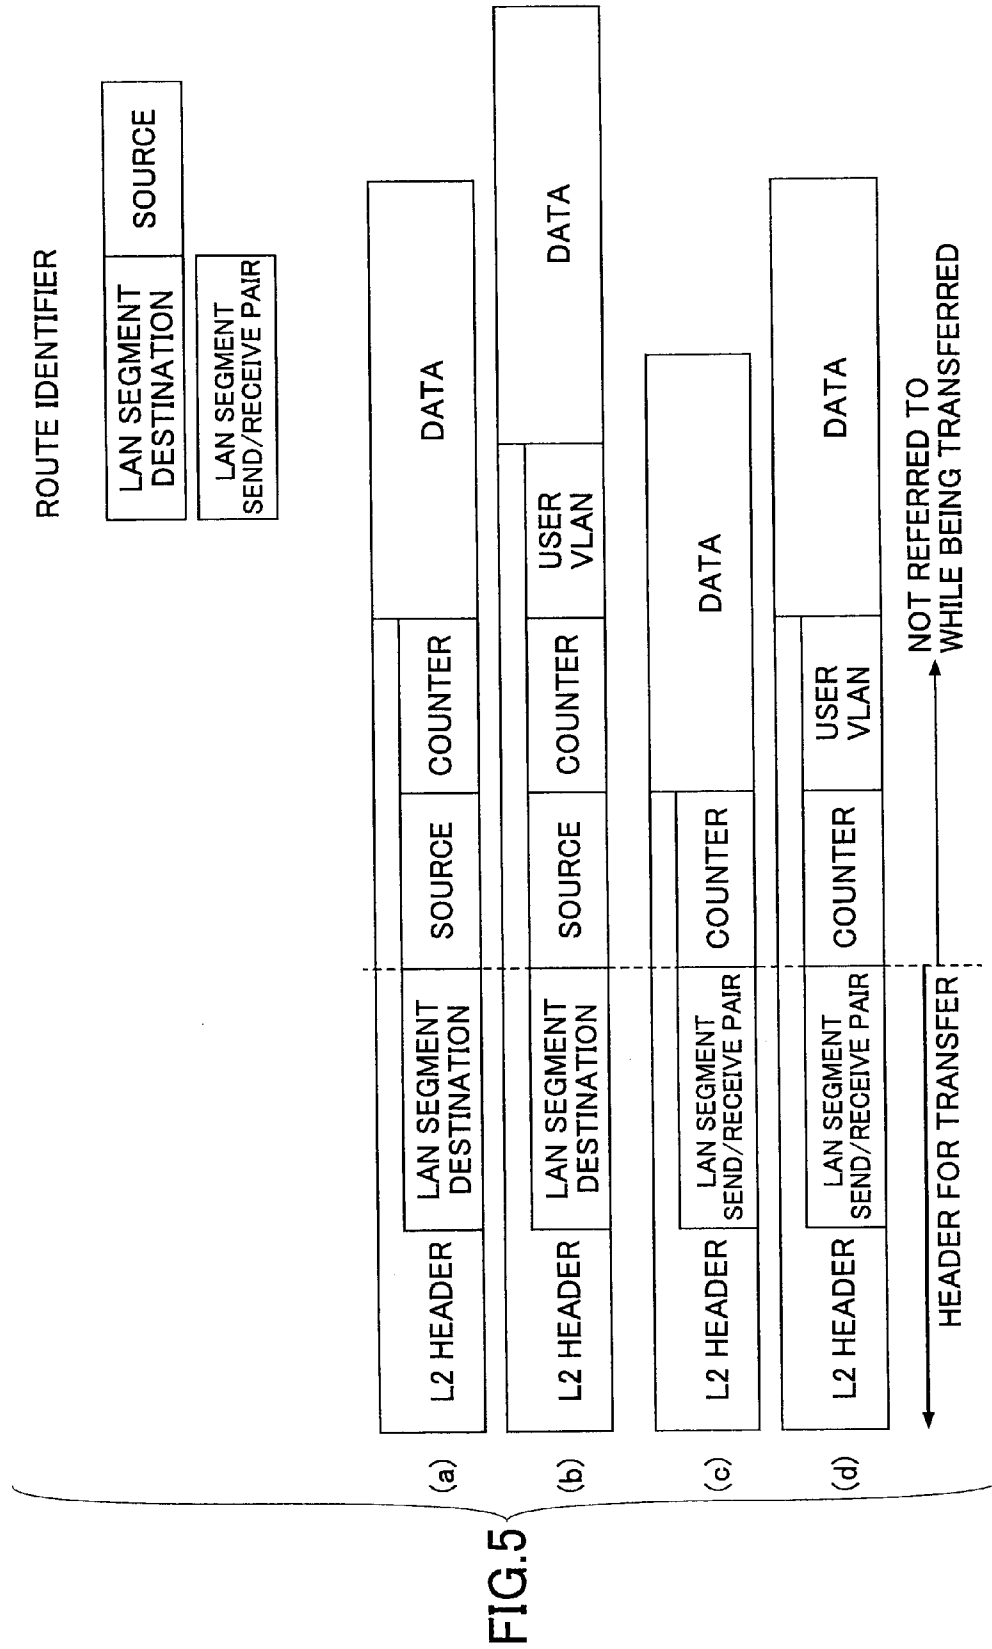 FIG.5
ROUTE IDENTIFIER
LAN SEGMENT
DESTINATION
SOURCE
LAN SEGMENT
SEND/RECEIVE PAIR
(a)
L2 HEADER
LAN SEGMENT
DESTINATION
SOURCE
COUNTER
DATA
(b)
L2 HEADER
LAN SEGMENT
DESTINATION
SOURCE
COUNTER
USER
VLAN
DATA
(c)
L2 HEADER
LAN SEGMENT
SEND/RECEIVE PAIR
COUNTER
DATA
(d)
L2 HEADER
LAN SEGMENT
SEND/RECEIVE PAIR
COUNTER
USER
VLAN
DATA
HEADER FOR TRANSFER
NOT REFERRED TO
WHILE BEING TRANSFERRED